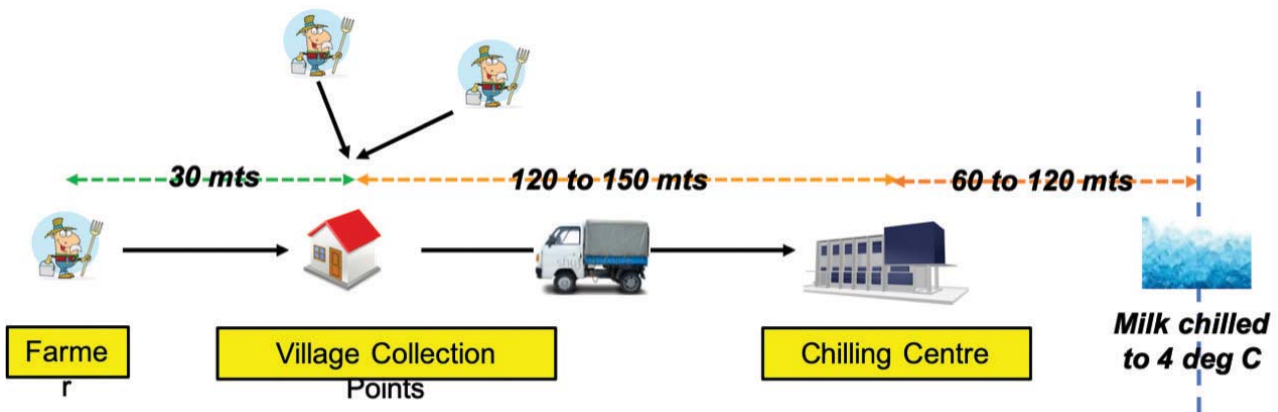 30 mts
120 to 150 mts
60 to 120 mts
Farme
r
Village Collection
Points
Chilling Centre
Milk chilled
to 4 deg C